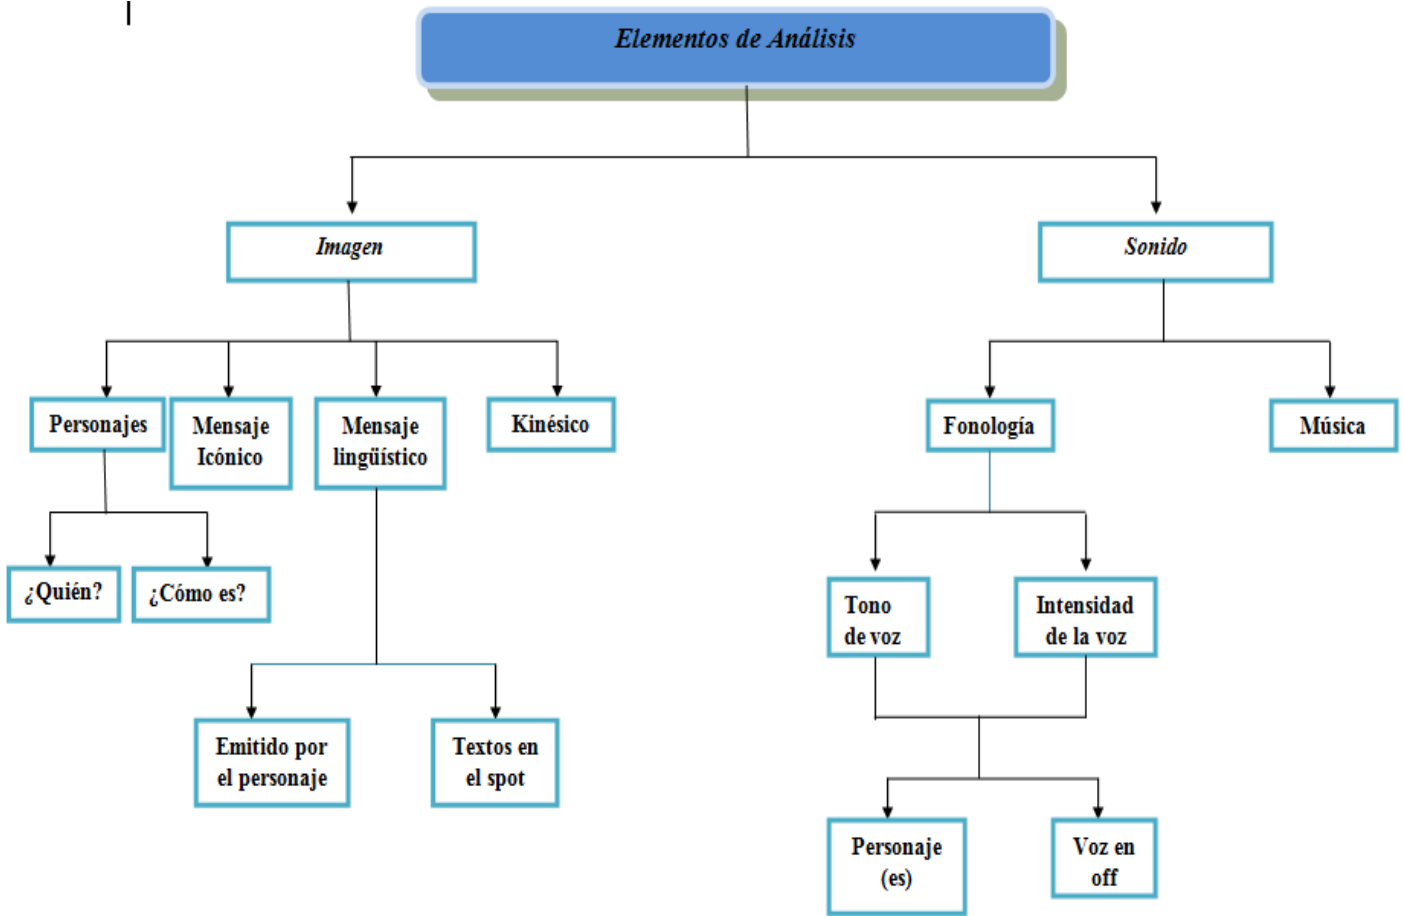 Elementos de Análisis
Imagen
Sonido
Personajes
Mensaje
Icónico
Mensaje
lingüístico
Kinésico
Fonología
Música
¿Quién?
¿Cómo es?
Tono
de voz
Intensidad
de la voz
Emitido por
el personaje
Textos en
el spot
Personaje
(es)
Voz en
off